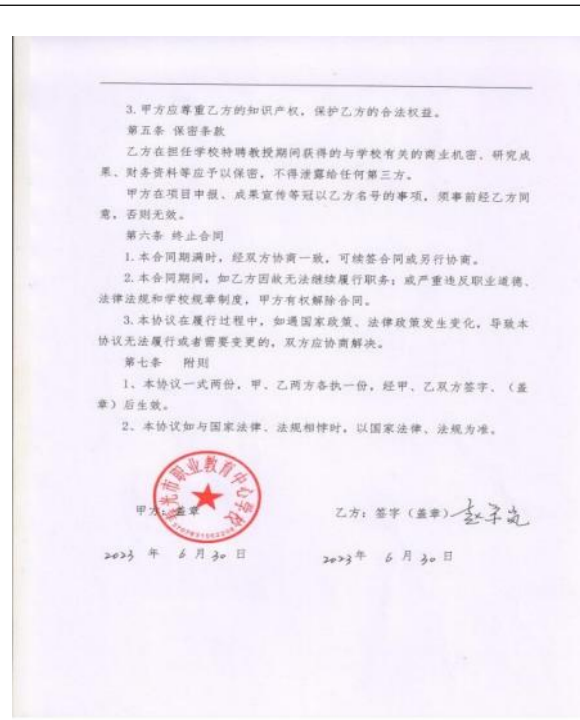 3.甲方应尊重乙方的知识产权，保护乙方的合法权益。
第五条 保密条款
乙方在担任学校特聘教授期间获得的与学校有关的商业机密、研究成
果、财务资料等应予以保密，不得泄露给任何第三方。
甲方在项目申报、成果宣传等冠以乙方名号的事项，须事前经乙方同
意，否则无效。
第六条 终止合同
1.本合同期满时，经双方协商一致，可续签合同或另行协商。
2.本合同期间，如乙方因故无法继续履行职务；或严重违反职业道德、
法律法规和学校规章制度，甲方有权解除合同。
3.本协议在履行过程中，如遇国家政策、法律政策发生变化，导致本
协议无法履行或者需要变更的，双方应协商解决。
第七条 附则
1、本协议一式两份，甲、乙两方各执一份，经甲、乙双方签字、（盖
章）后生效。
2、本协议如与国家法律、法规相悖时，以国家法律、法规为准。
光市职业教育中心学校
甲方：盖章
乙方：签字（盖章）
2023 年 6 月 30 日
2023 年 6 月 30 日